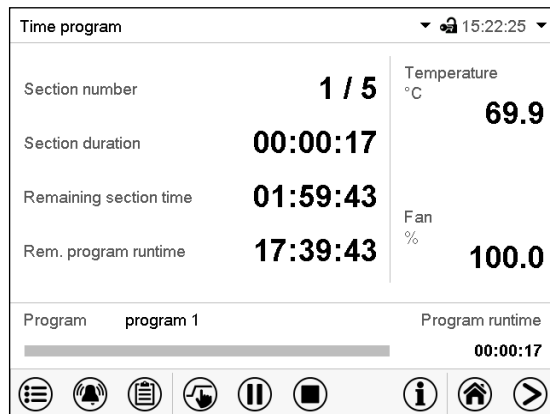 Time program 15:22:25
Section number 1 / 5
Section duration 00:00:17
Remaining section time 01:59:43
Rem. program runtime 17:39:43
Temperature
°C
69.9
Fan
%
100.0
Program program 1 Program runtime
00:00:17